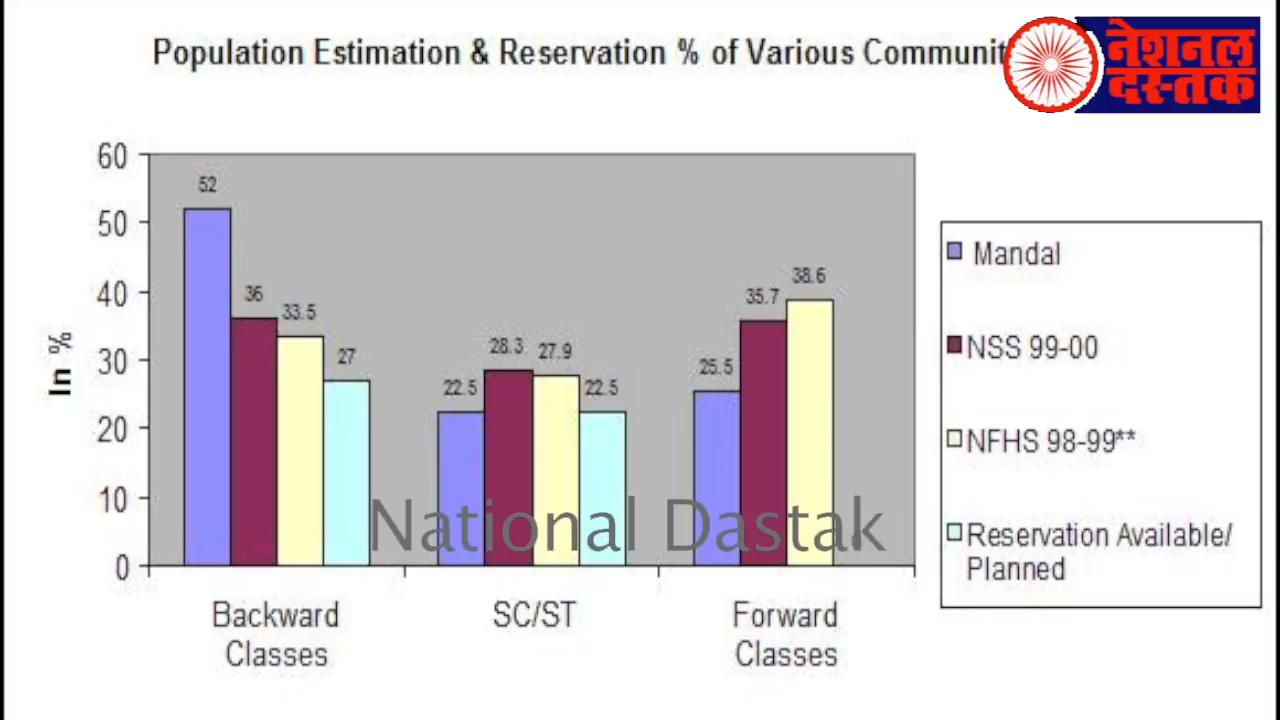 Population Estimation & Reservation % of Various Communit
नेशनल
दस्तक
60
50
40
30
20
10
0
In %
52
36
33.5
27
22.5
28.3
27.9
22.5
25.5
35.7
38.6
Backward
Classes
SC/ST
Forward
Classes
Mandal
NSS 99-00
NFHS 98-99**
Reservation Available/
Planned
National Dastak